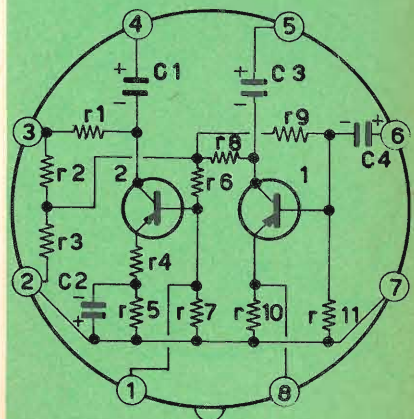 4 5
+ C1 + C3
- -
3 r1 r9 - + 6
r8 C4
r2 2 r6 1
r3
r4
2 C2 - 7
+ r5 r7 r10 r11
1 8